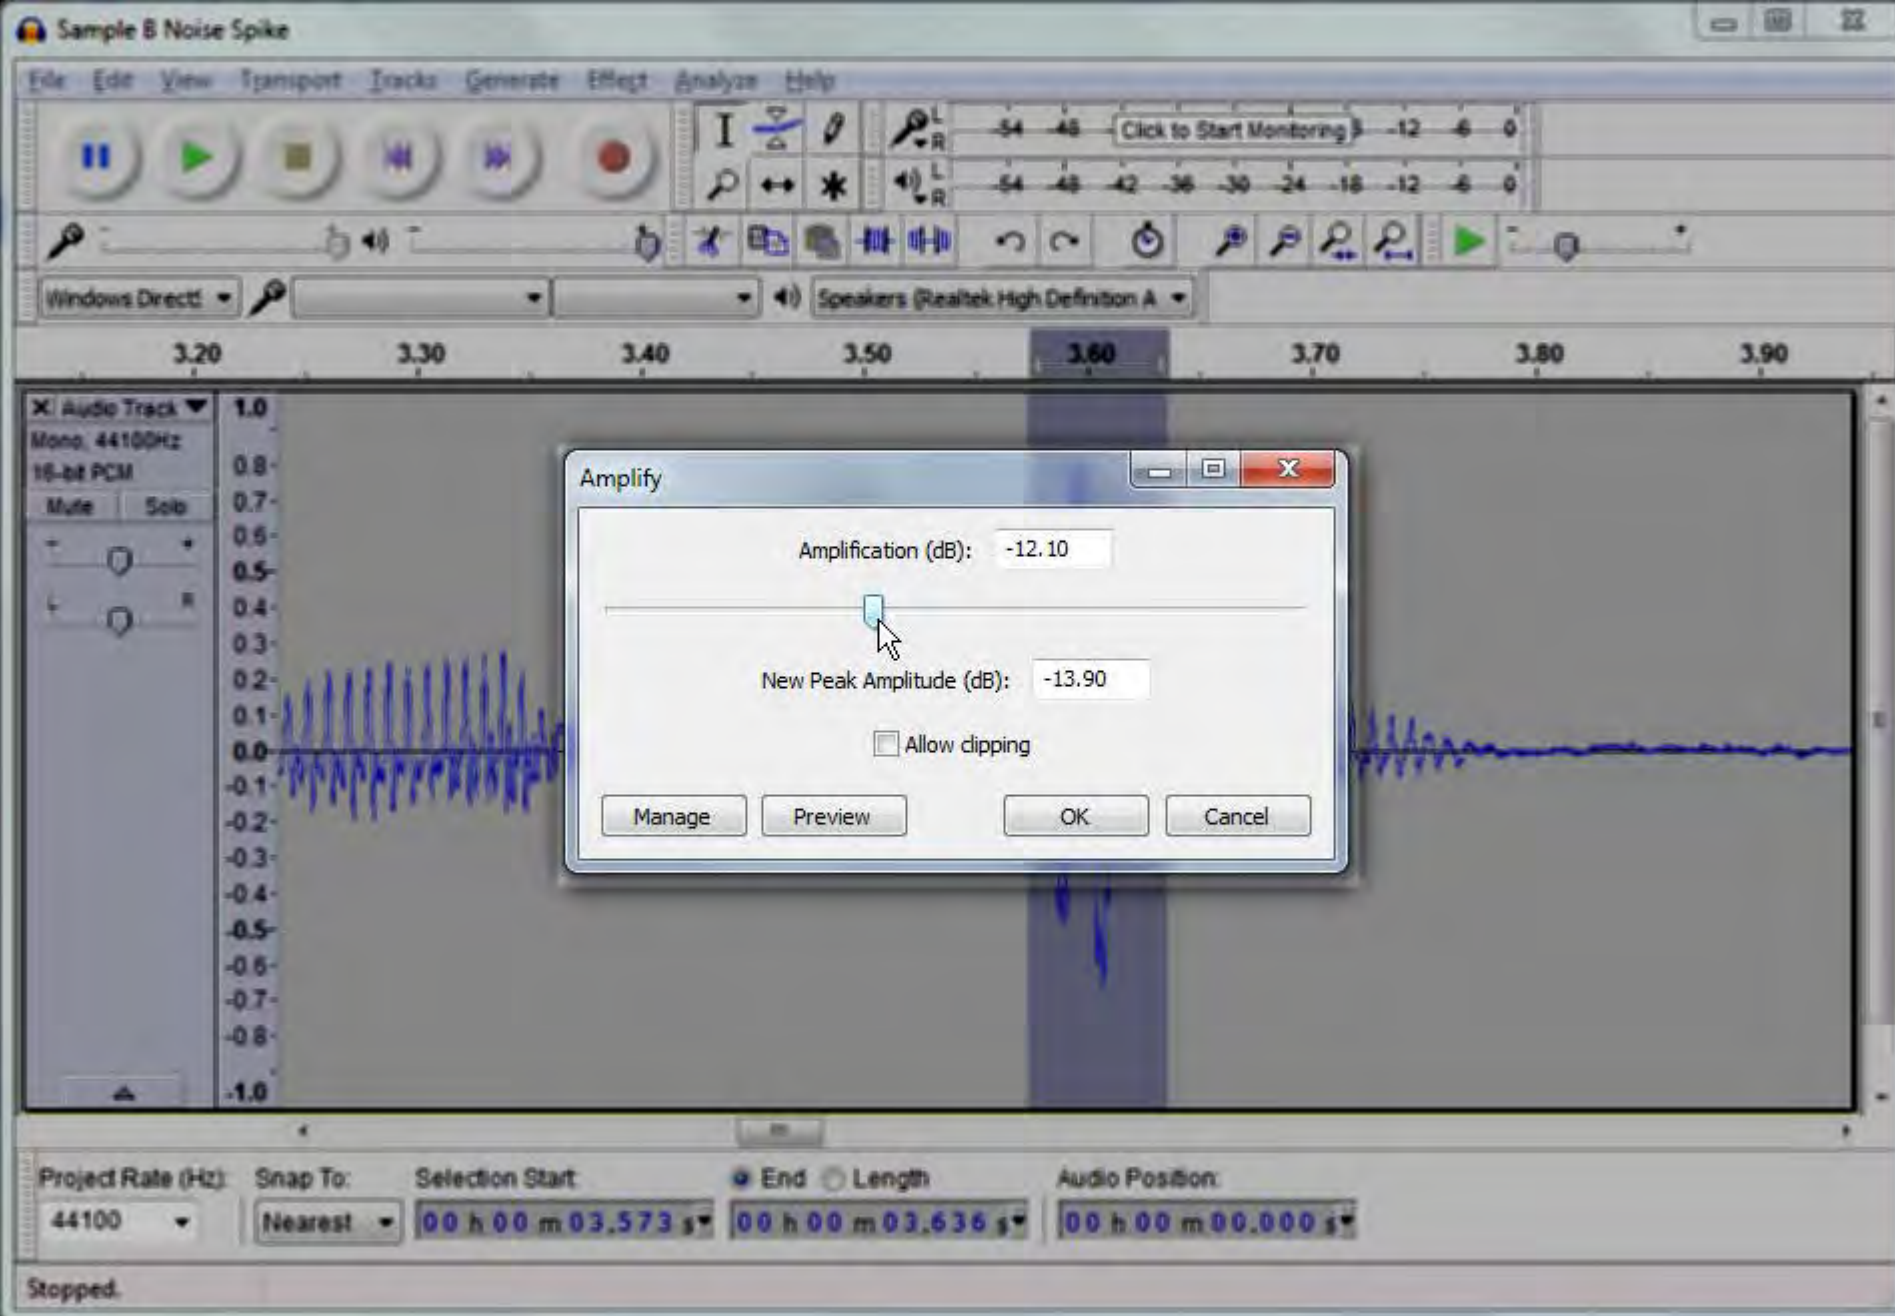 Sample B Noise Spike
File Edit View Transport Tracks Generate Effect Analyze Help
L
R
-54 -48 Click to Start Monitoring -12 -6 0
L
R
-54 -48 -42 -36 -30 -24 -18 -12 -6 0
- + - +
Windows Direct Speakers (Realtek High Definition A
3.20 3.30 3.40 3.50 3.60 3.70 3.80 3.90
X Audio Track
Mono, 44100Hz
16-bit PCM
Mute Solo
- +
L R
1.0
0.8
0.7
0.6
0.5
0.4
0.3
0.2
0.1
0.0
-0.1
-0.2
-0.3
-0.4
-0.5
-0.6
-0.7
-0.8
-1.0
Amplify
Amplification (dB): -12.10
New Peak Amplitude (dB): -13.90
Allow clipping
Manage Preview OK Cancel
Project Rate (Hz): Snap To: Selection Start: End Length Audio Position:
44100 Nearest 00 h 00 m 03.573 s 00 h 00 m 03.636 s 00 h 00 m 00.000 s
Stopped.